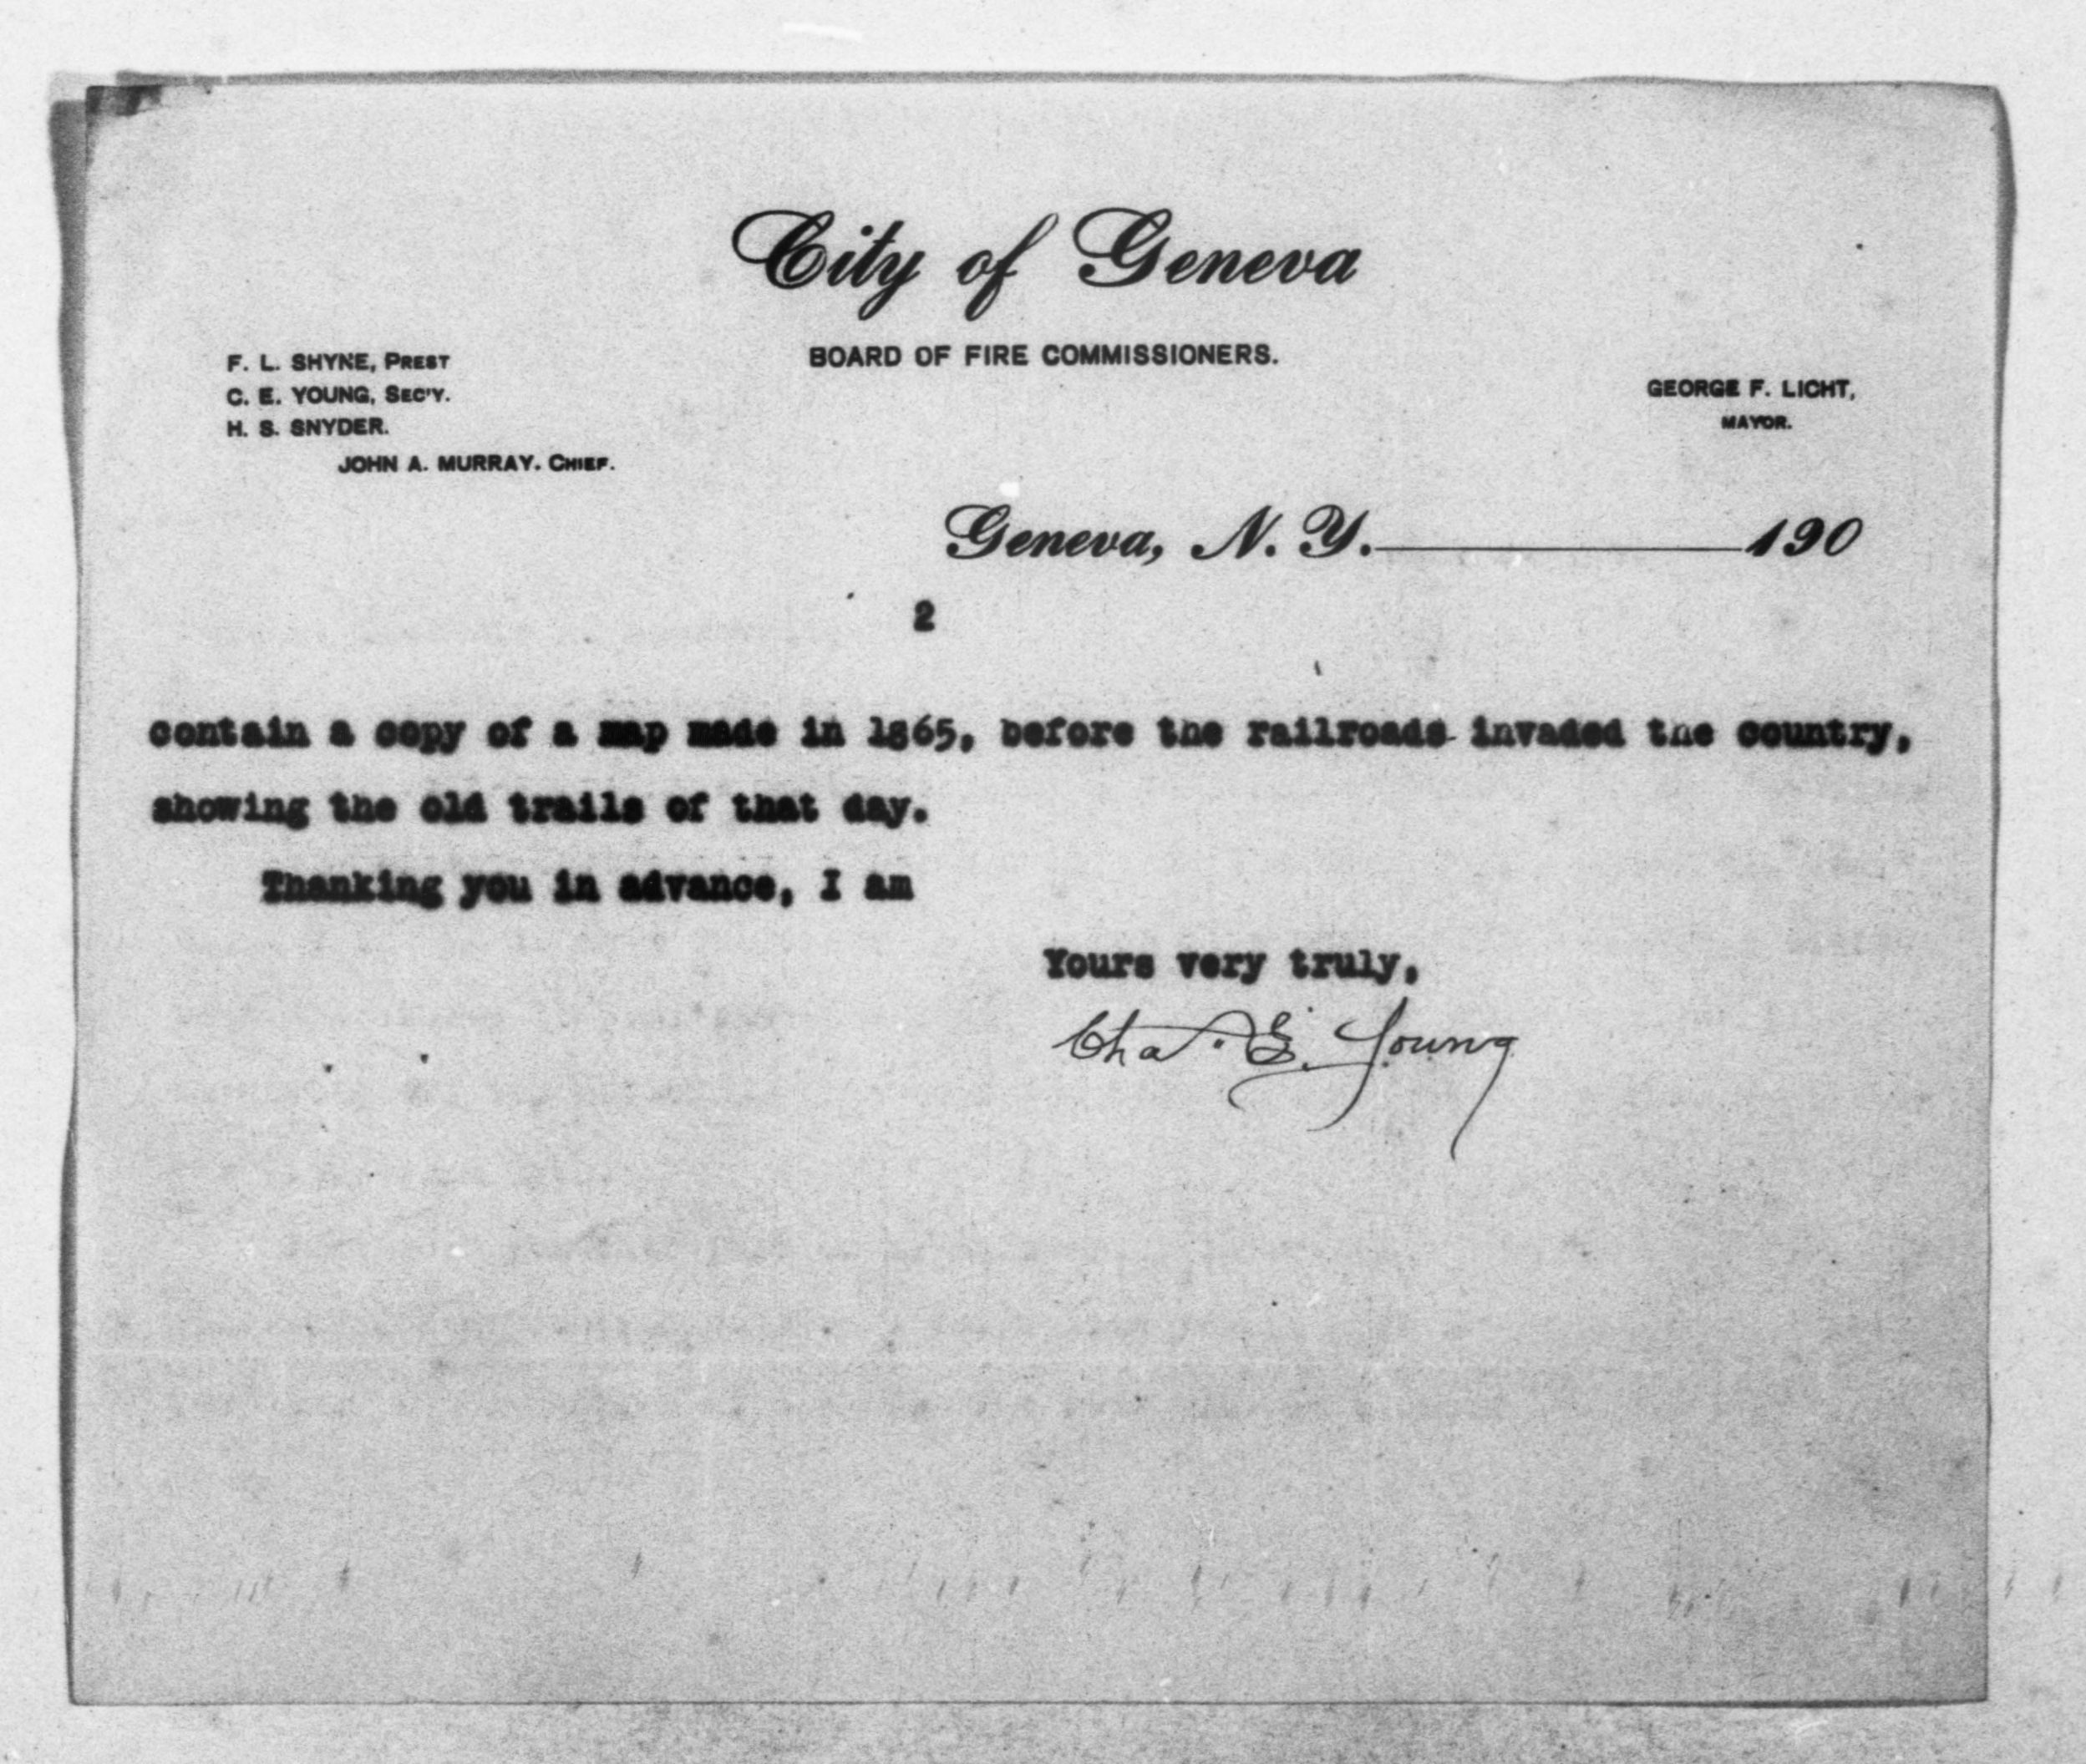 City of Geneva
BOARD OF FIRE COMMISSIONERS.
F. L. SHYNE, PREST
C. E. YOUNG, SEC'Y.
H. S. SNYDER.
JOHN A. MURRAY. CHIEF.
GEORGE F. LICHT,
MAYOR.
Geneva, N. Y. 190
2
contain a copy of a map made in 1865, before the railroads invaded the country,
showing the old trails of that day.
Thanking you in advance, I am
Yours very truly,
Chas. E. Young